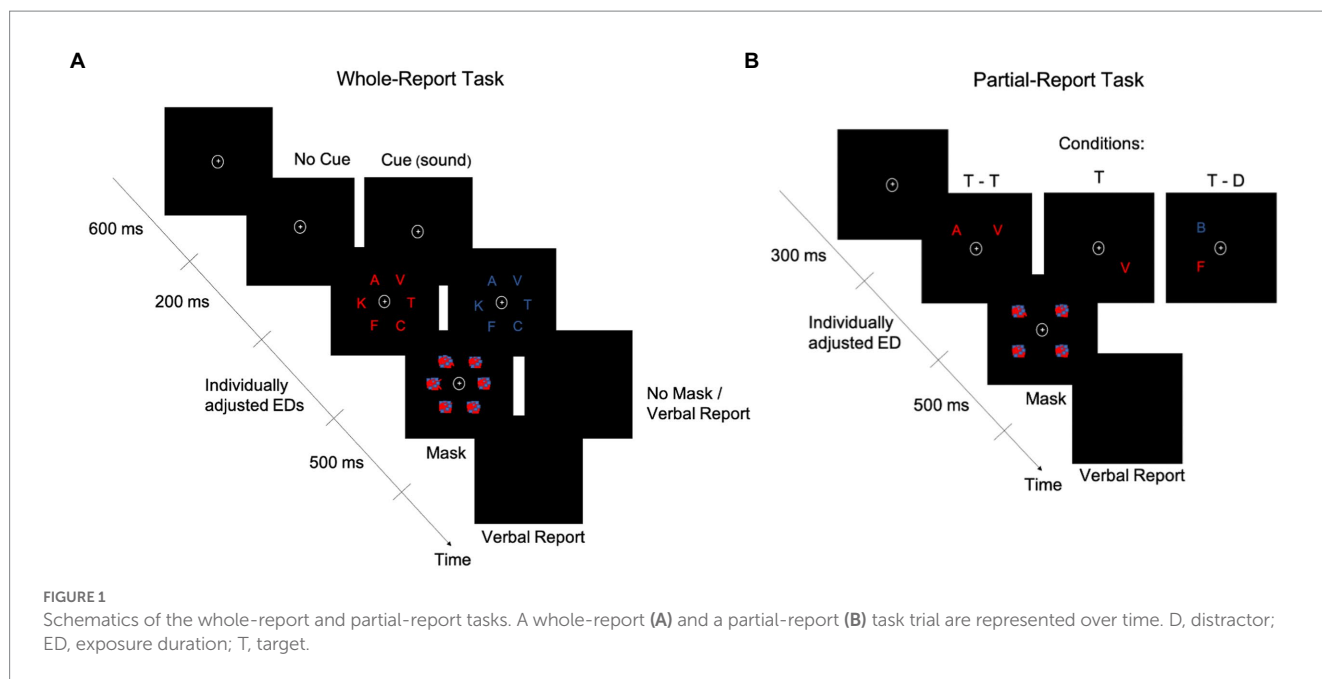 A
Whole-Report Task
No Cue
Cue (sound)
600 ms
200 ms
A V
K T
F C
A V
K T
F C
Individually
adjusted EDs
No Mask /
Verbal Report
500 ms
Mask
Verbal Report
Time
B
Partial-Report Task
Conditions:
T - T
T
T - D
300 ms
A V
V
B
F
Individually
adjusted ED
Mask
500 ms
Time
Verbal Report
FIGURE 1
Schematics of the whole-report and partial-report tasks. A whole-report (A) and a partial-report (B) task trial are represented over time. D, distractor;
ED, exposure duration; T, target.